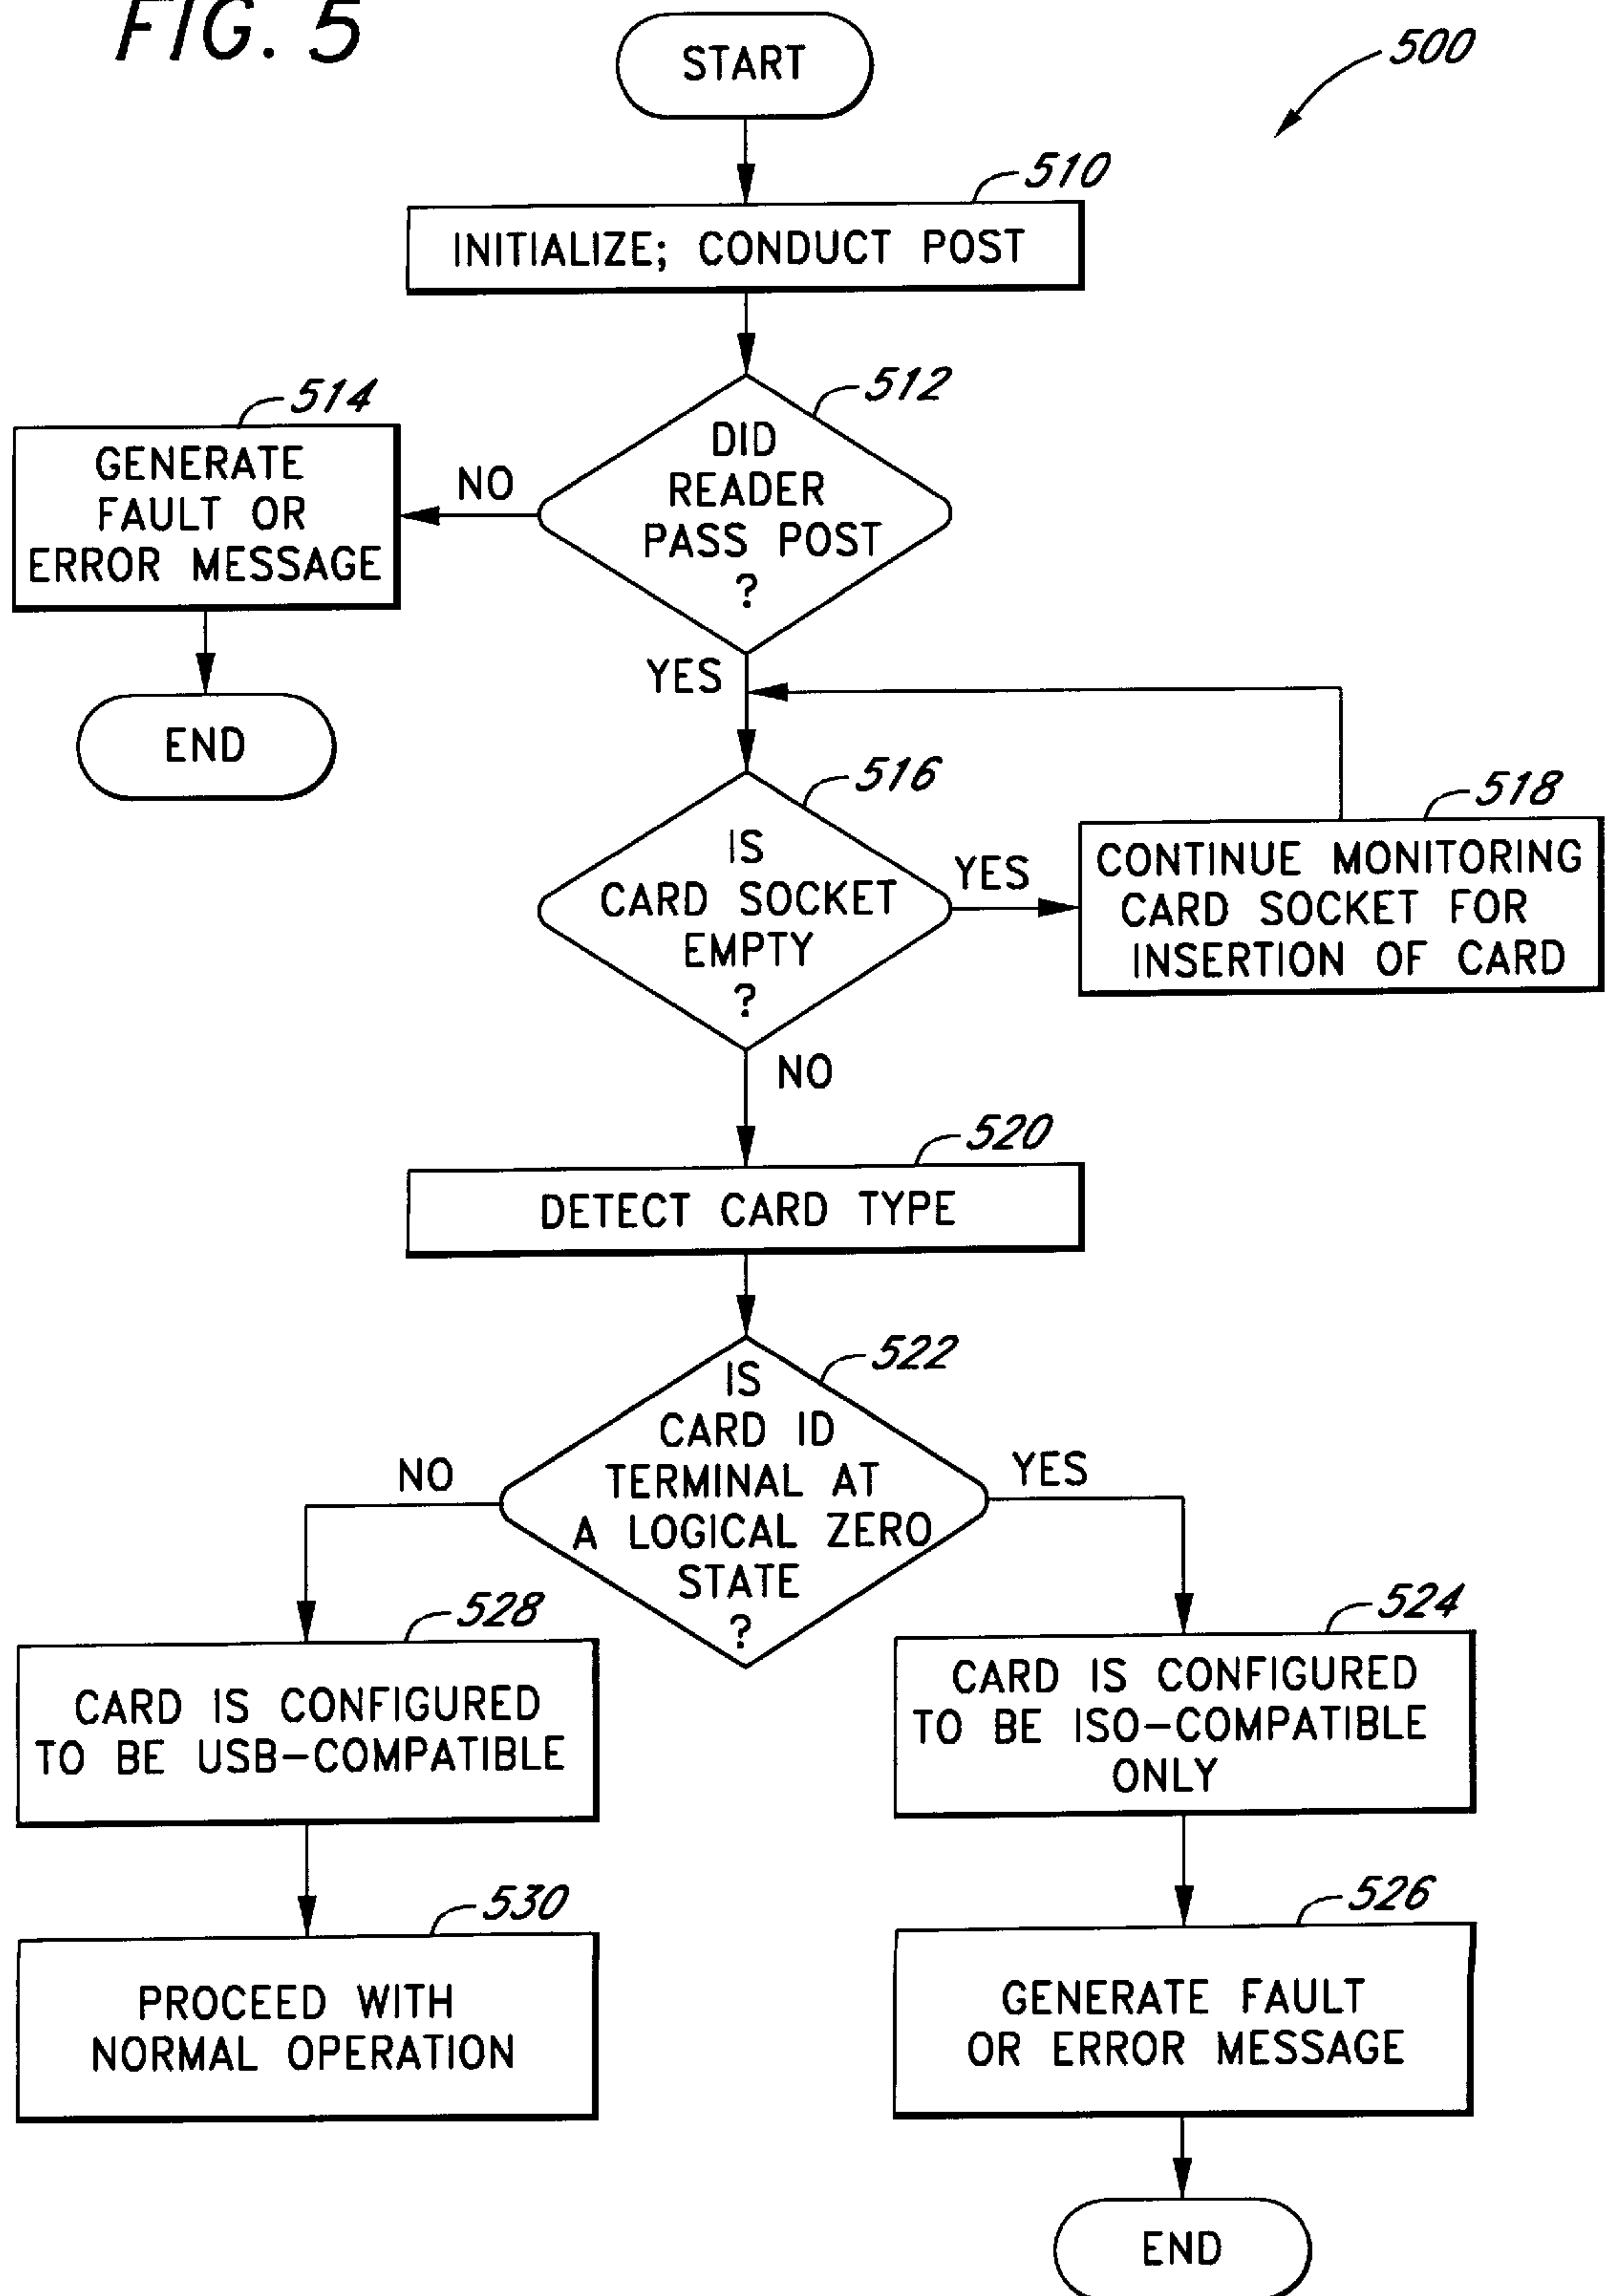 FIG. 5
START
500
510
INITIALIZE; CONDUCT POST
512
DID
READER
PASS POST
?
514
GENERATE
FAULT OR
ERROR MESSAGE
NO
END
YES
516
IS
CARD SOCKET
EMPTY
?
YES
518
CONTINUE MONITORING
CARD SOCKET FOR
INSERTION OF CARD
NO
520
DETECT CARD TYPE
522
IS
CARD ID
TERMINAL AT
A LOGICAL ZERO
STATE
?
NO
YES
528
CARD IS CONFIGURED
TO BE USB-COMPATIBLE
524
CARD IS CONFIGURED
TO BE ISO-COMPATIBLE
ONLY
530
PROCEED WITH
NORMAL OPERATION
526
GENERATE FAULT
OR ERROR MESSAGE
END